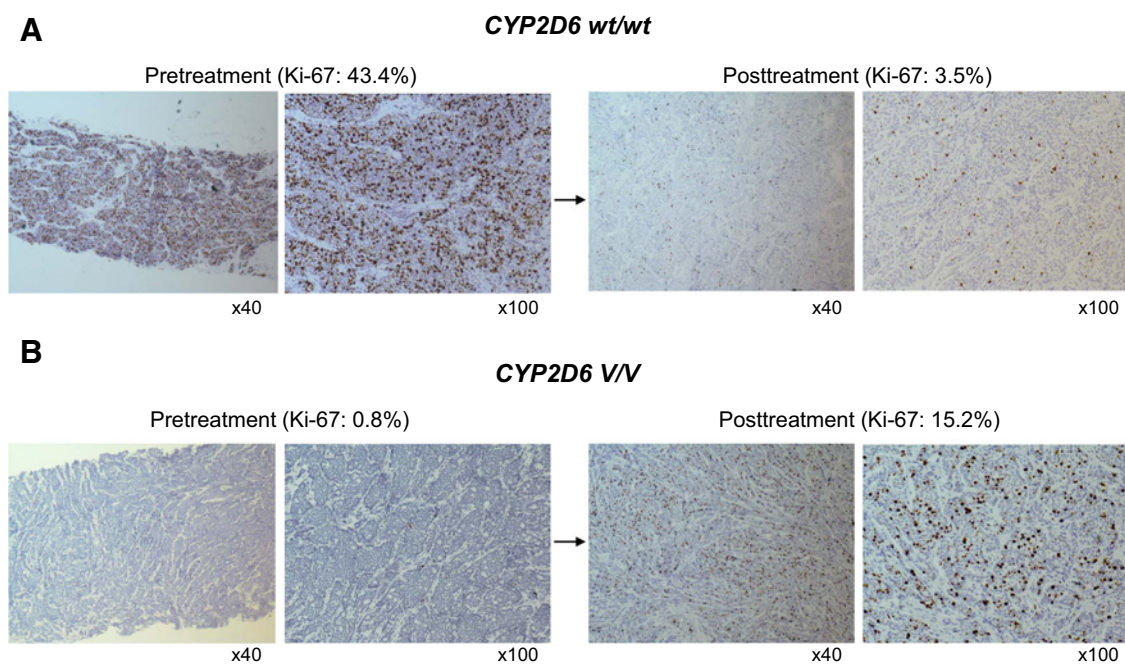 A
CYP2D6 wt/wt
Pretreatment (Ki-67: 43.4%)
Posttreatment (Ki-67: 3.5%)
x40
x100
x40
x100
B
CYP2D6 V/V
Pretreatment (Ki-67: 0.8%)
Posttreatment (Ki-67: 15.2%)
x40
x100
x40
x100